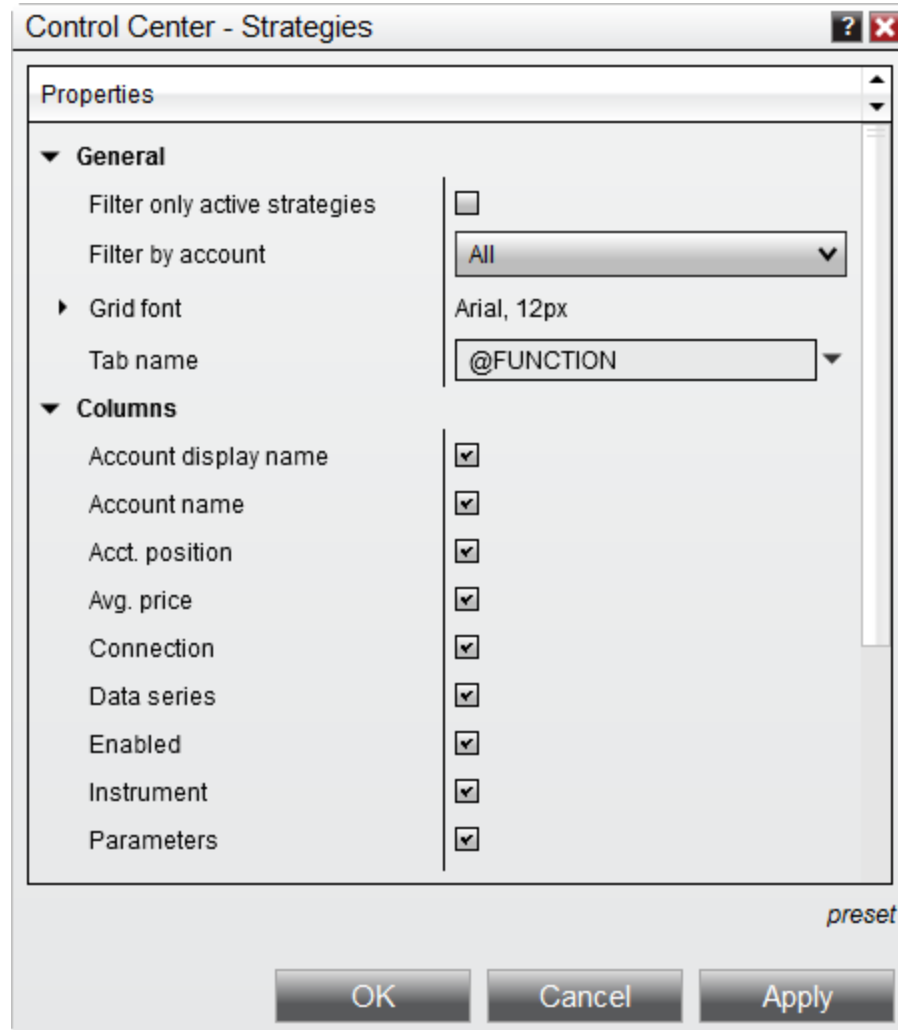 Control Center - Strategies ?
Properties
General
Filter only active strategies
Filter by account All
Grid font Arial, 12px
Tab name @FUNCTION
Columns
Account display name
Account name
Acct. position
Avg. price
Connection
Data series
Enabled
Instrument
Parameters
preset
OK Cancel Apply